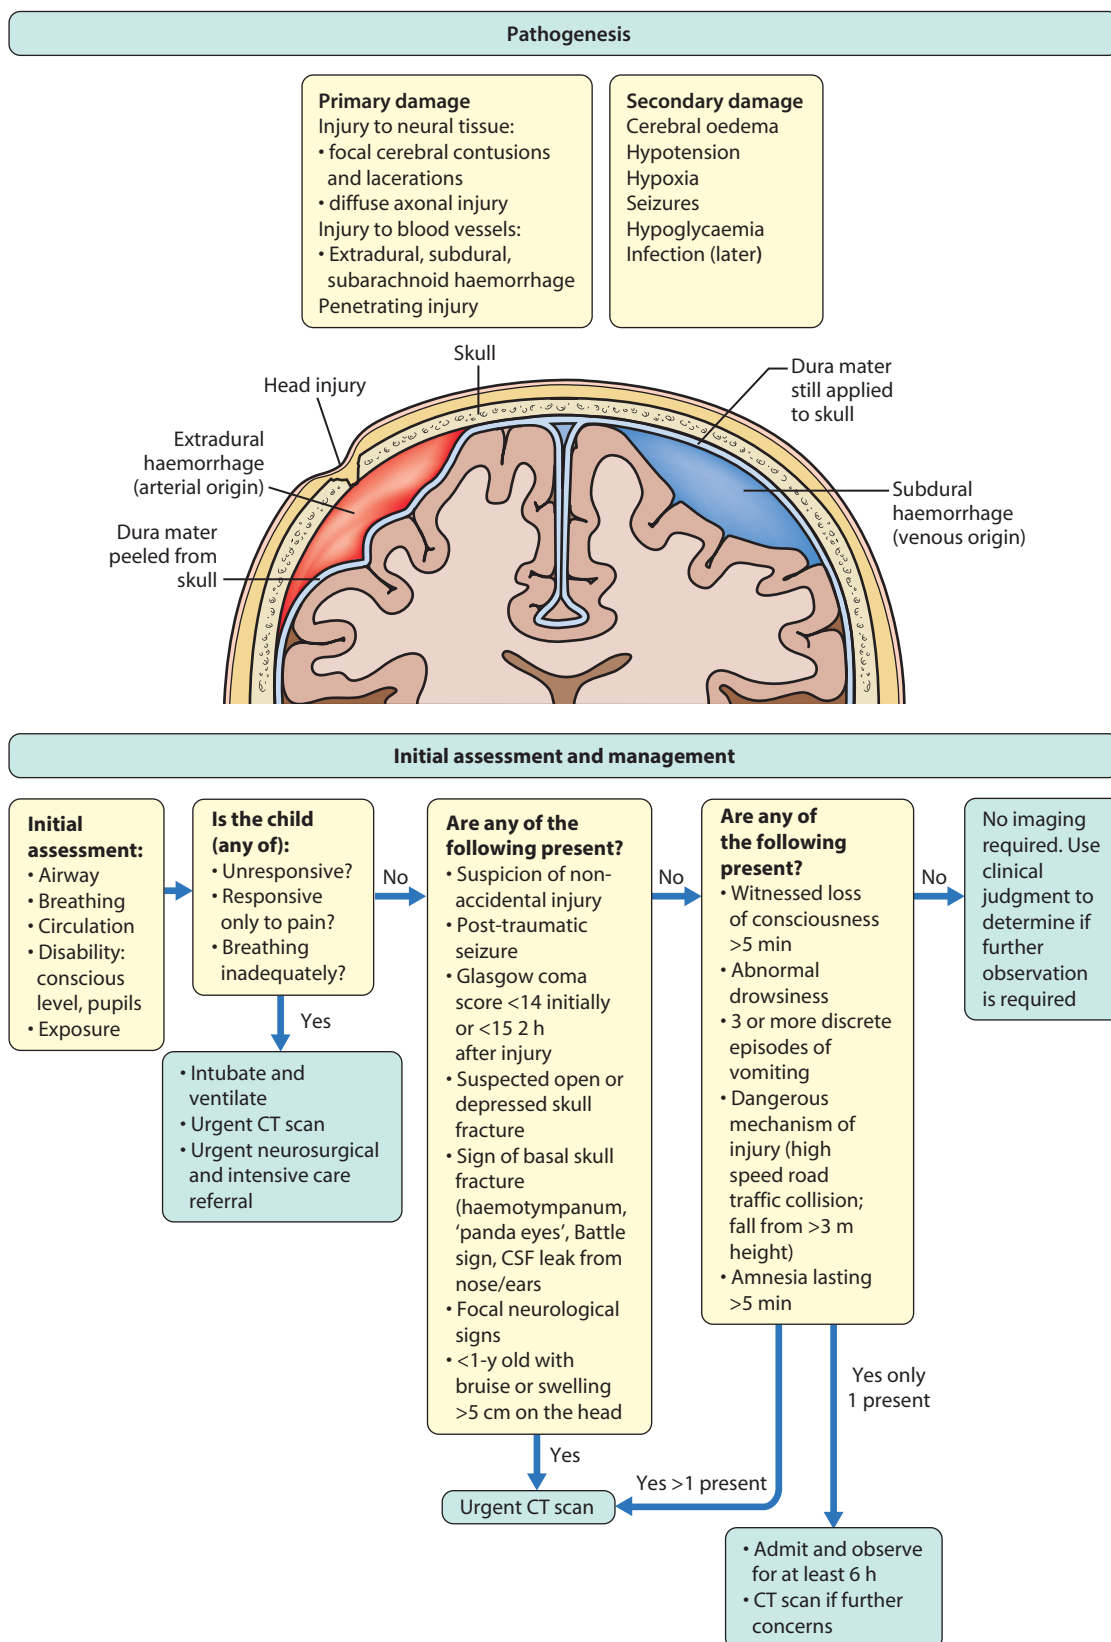 Pathogenesis
Primary damage
Injury to neural tissue:
• focal cerebral contusions
and lacerations
• diffuse axonal injury
Injury to blood vessels:
• Extradural, subdural,
subarachnoid haemorrhage
Penetrating injury
Secondary damage
Cerebral oedema
Hypotension
Hypoxia
Seizures
Hypoglycaemia
Infection (later)
Skull
Head injury
Extradural
haemorrhage
(arterial origin)
Dura mater
peeled from
skull
Dura mater
still applied
to skull
Subdural
haemorrhage
(venous origin)
Initial assessment and management
Initial
assessment:
• Airway
• Breathing
• Circulation
• Disability:
conscious
level, pupils
• Exposure
Is the child
(any of):
• Unresponsive?
• Responsive
only to pain?
• Breathing
inadequately?
No
Yes
• Intubate and
ventilate
• Urgent CT scan
• Urgent neurosurgical
and intensive care
referral
Are any of the
following present?
• Suspicion of non-
accidental injury
• Post-traumatic
seizure
• Glasgow coma
score <14 initially
or <15 2 h
after injury
• Suspected open or
depressed skull
fracture
• Sign of basal skull
fracture
(haemotympanum,
‘panda eyes’, Battle
sign, CSF leak from
nose/ears
• Focal neurological
signs
• <1-y old with
bruise or swelling
>5 cm on the head
No
Yes
Urgent CT scan
Are any of
the following
present?
• Witnessed loss
of consciousness
>5 min
• Abnormal
drowsiness
• 3 or more discrete
episodes of
vomiting
• Dangerous
mechanism of
injury (high
speed road
traffic collision;
fall from >3 m
height)
• Amnesia lasting
>5 min
No
Yes >1 present
Yes only
1 present
No imaging
required. Use
clinical
judgment to
determine if
further
observation
is required
• Admit and observe
for at least 6 h
• CT scan if further
concerns